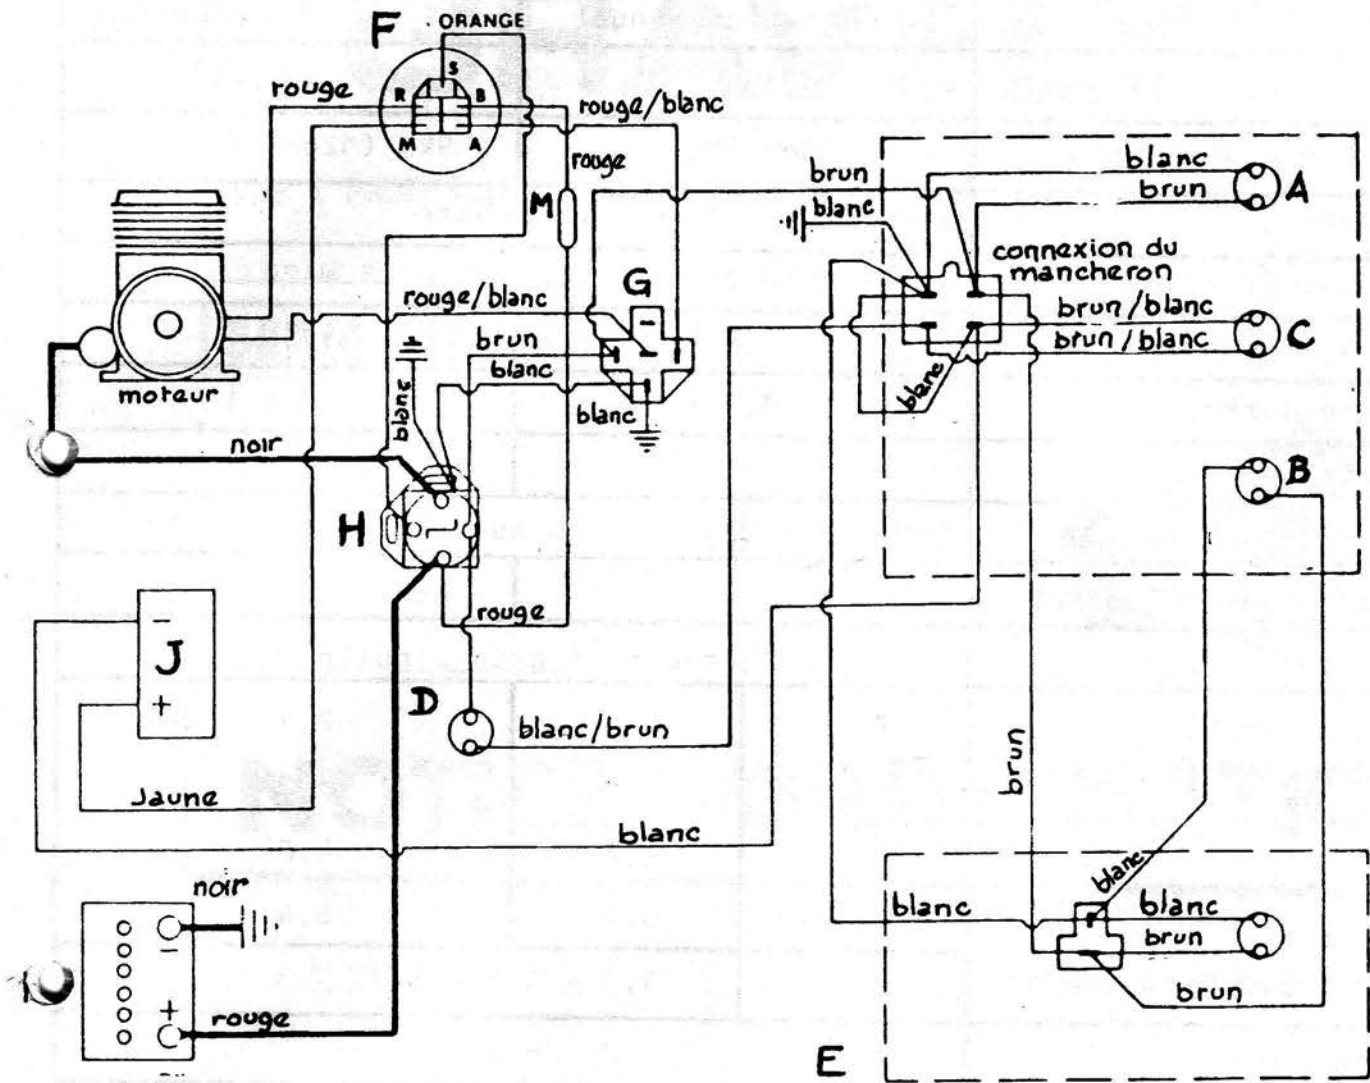 F
ORANGE
S
rouge
R
B
rouge/blanc
M
A
rouge
M
brun
blanc
blanc
brun
A
connexion du
mancheron
G
-
rouge/blanc
brun/blanc
brun/blanc
C
brun
blanc
blanc
blanc
blanc
moteur
noir
B
H
rouge
-
J
+
D
blanc/brun
Jaune
brun
blanc
noir
-
+
rouge
blanc
blanc
blanc
brun
brun
E